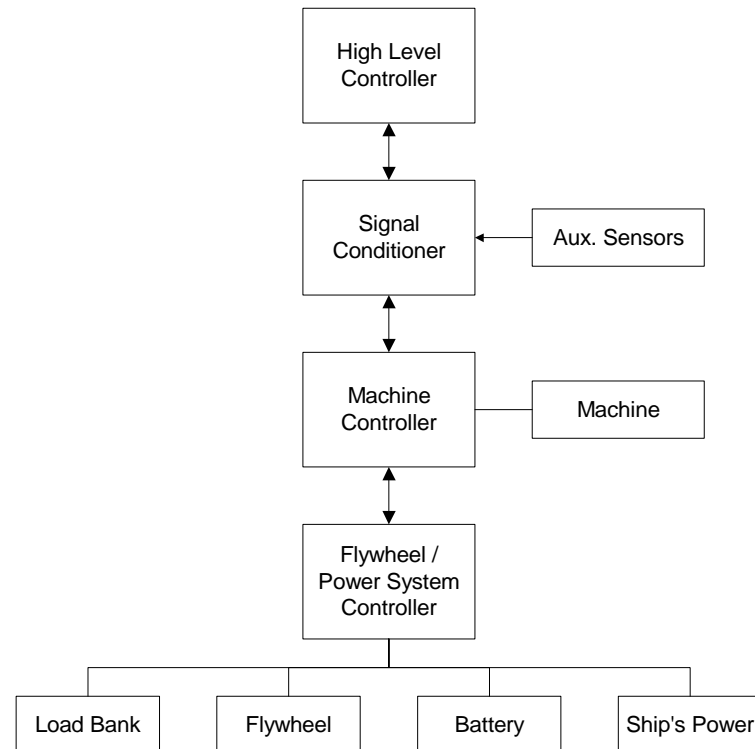 High Level
Controller
Signal
Conditioner
Aux. Sensors
Machine
Controller
Machine
Flywheel /
Power System
Controller
Load Bank
Flywheel
Battery
Ship's Power